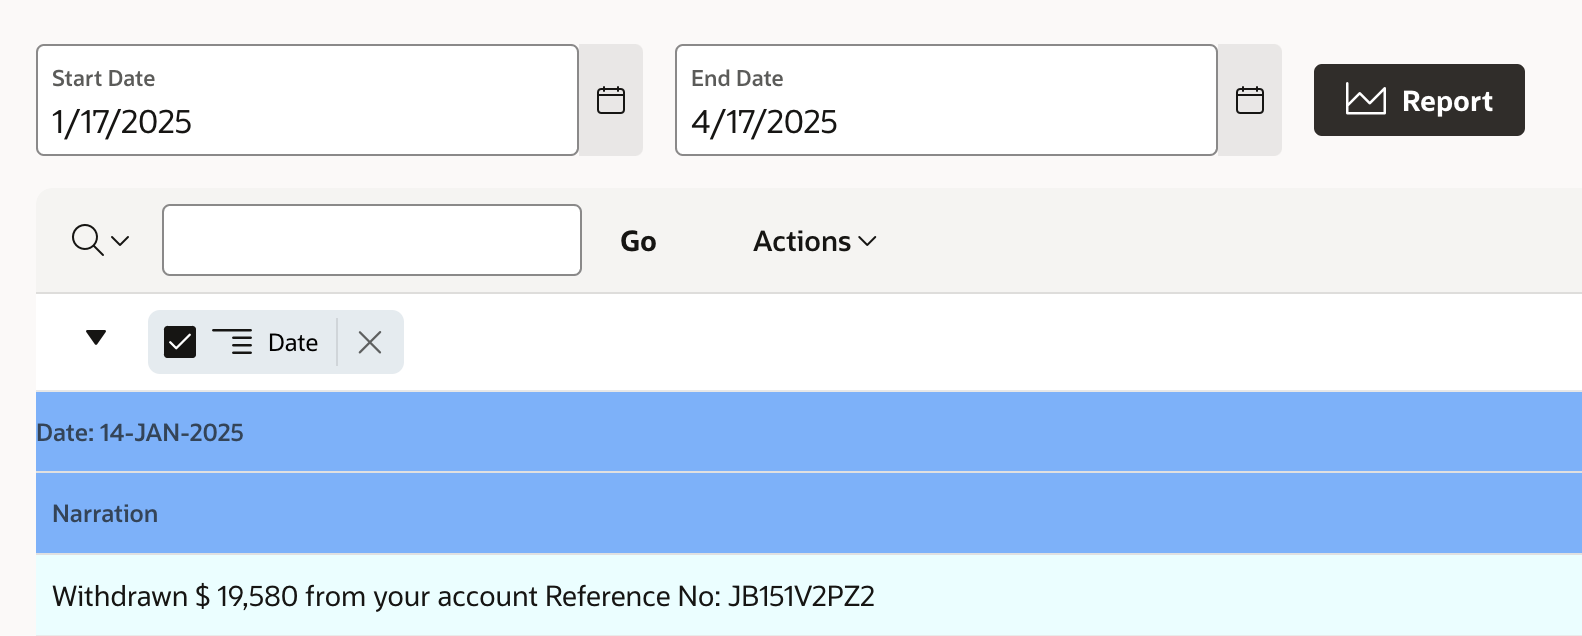 Start Date
1/17/2025
End Date
4/17/2025
Report
Go
Actions
Date
Date: 14-JAN-2025
Narration
Withdrawn $ 19,580 from your account Reference No: JB151V2PZ2